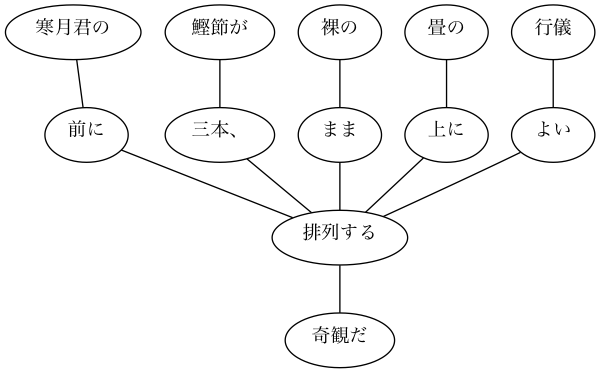 寒月君の 鰹節が 裸の 畳の 行儀
前に 三本、 まま 上に よい
排列する
奇観だ